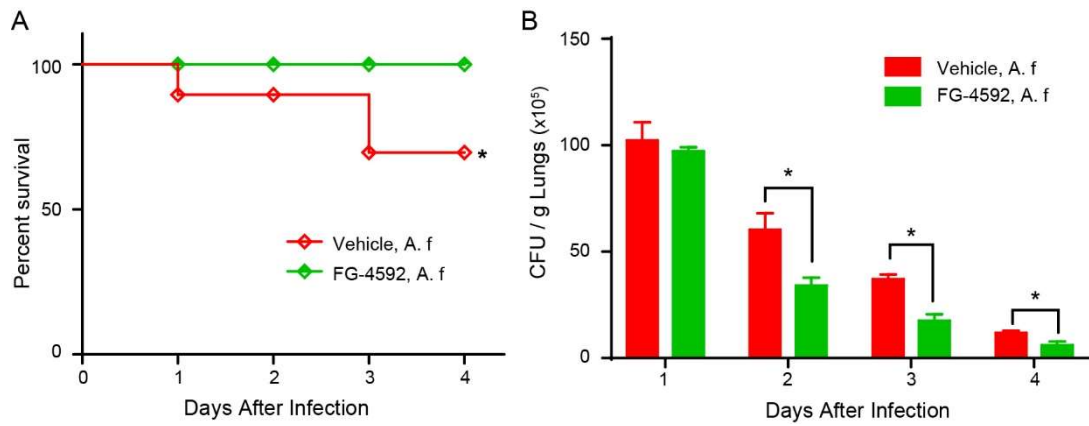 A
Percent survival
100
50
0
*
Vehicle, A. f
FG-4592, A. f
0 1 2 3 4
Days After Infection
B
CFU / g Lungs (x10⁵)
150
100
50
0
Vehicle, A. f
FG-4592, A. f
*
*
*
1 2 3 4
Days After Infection